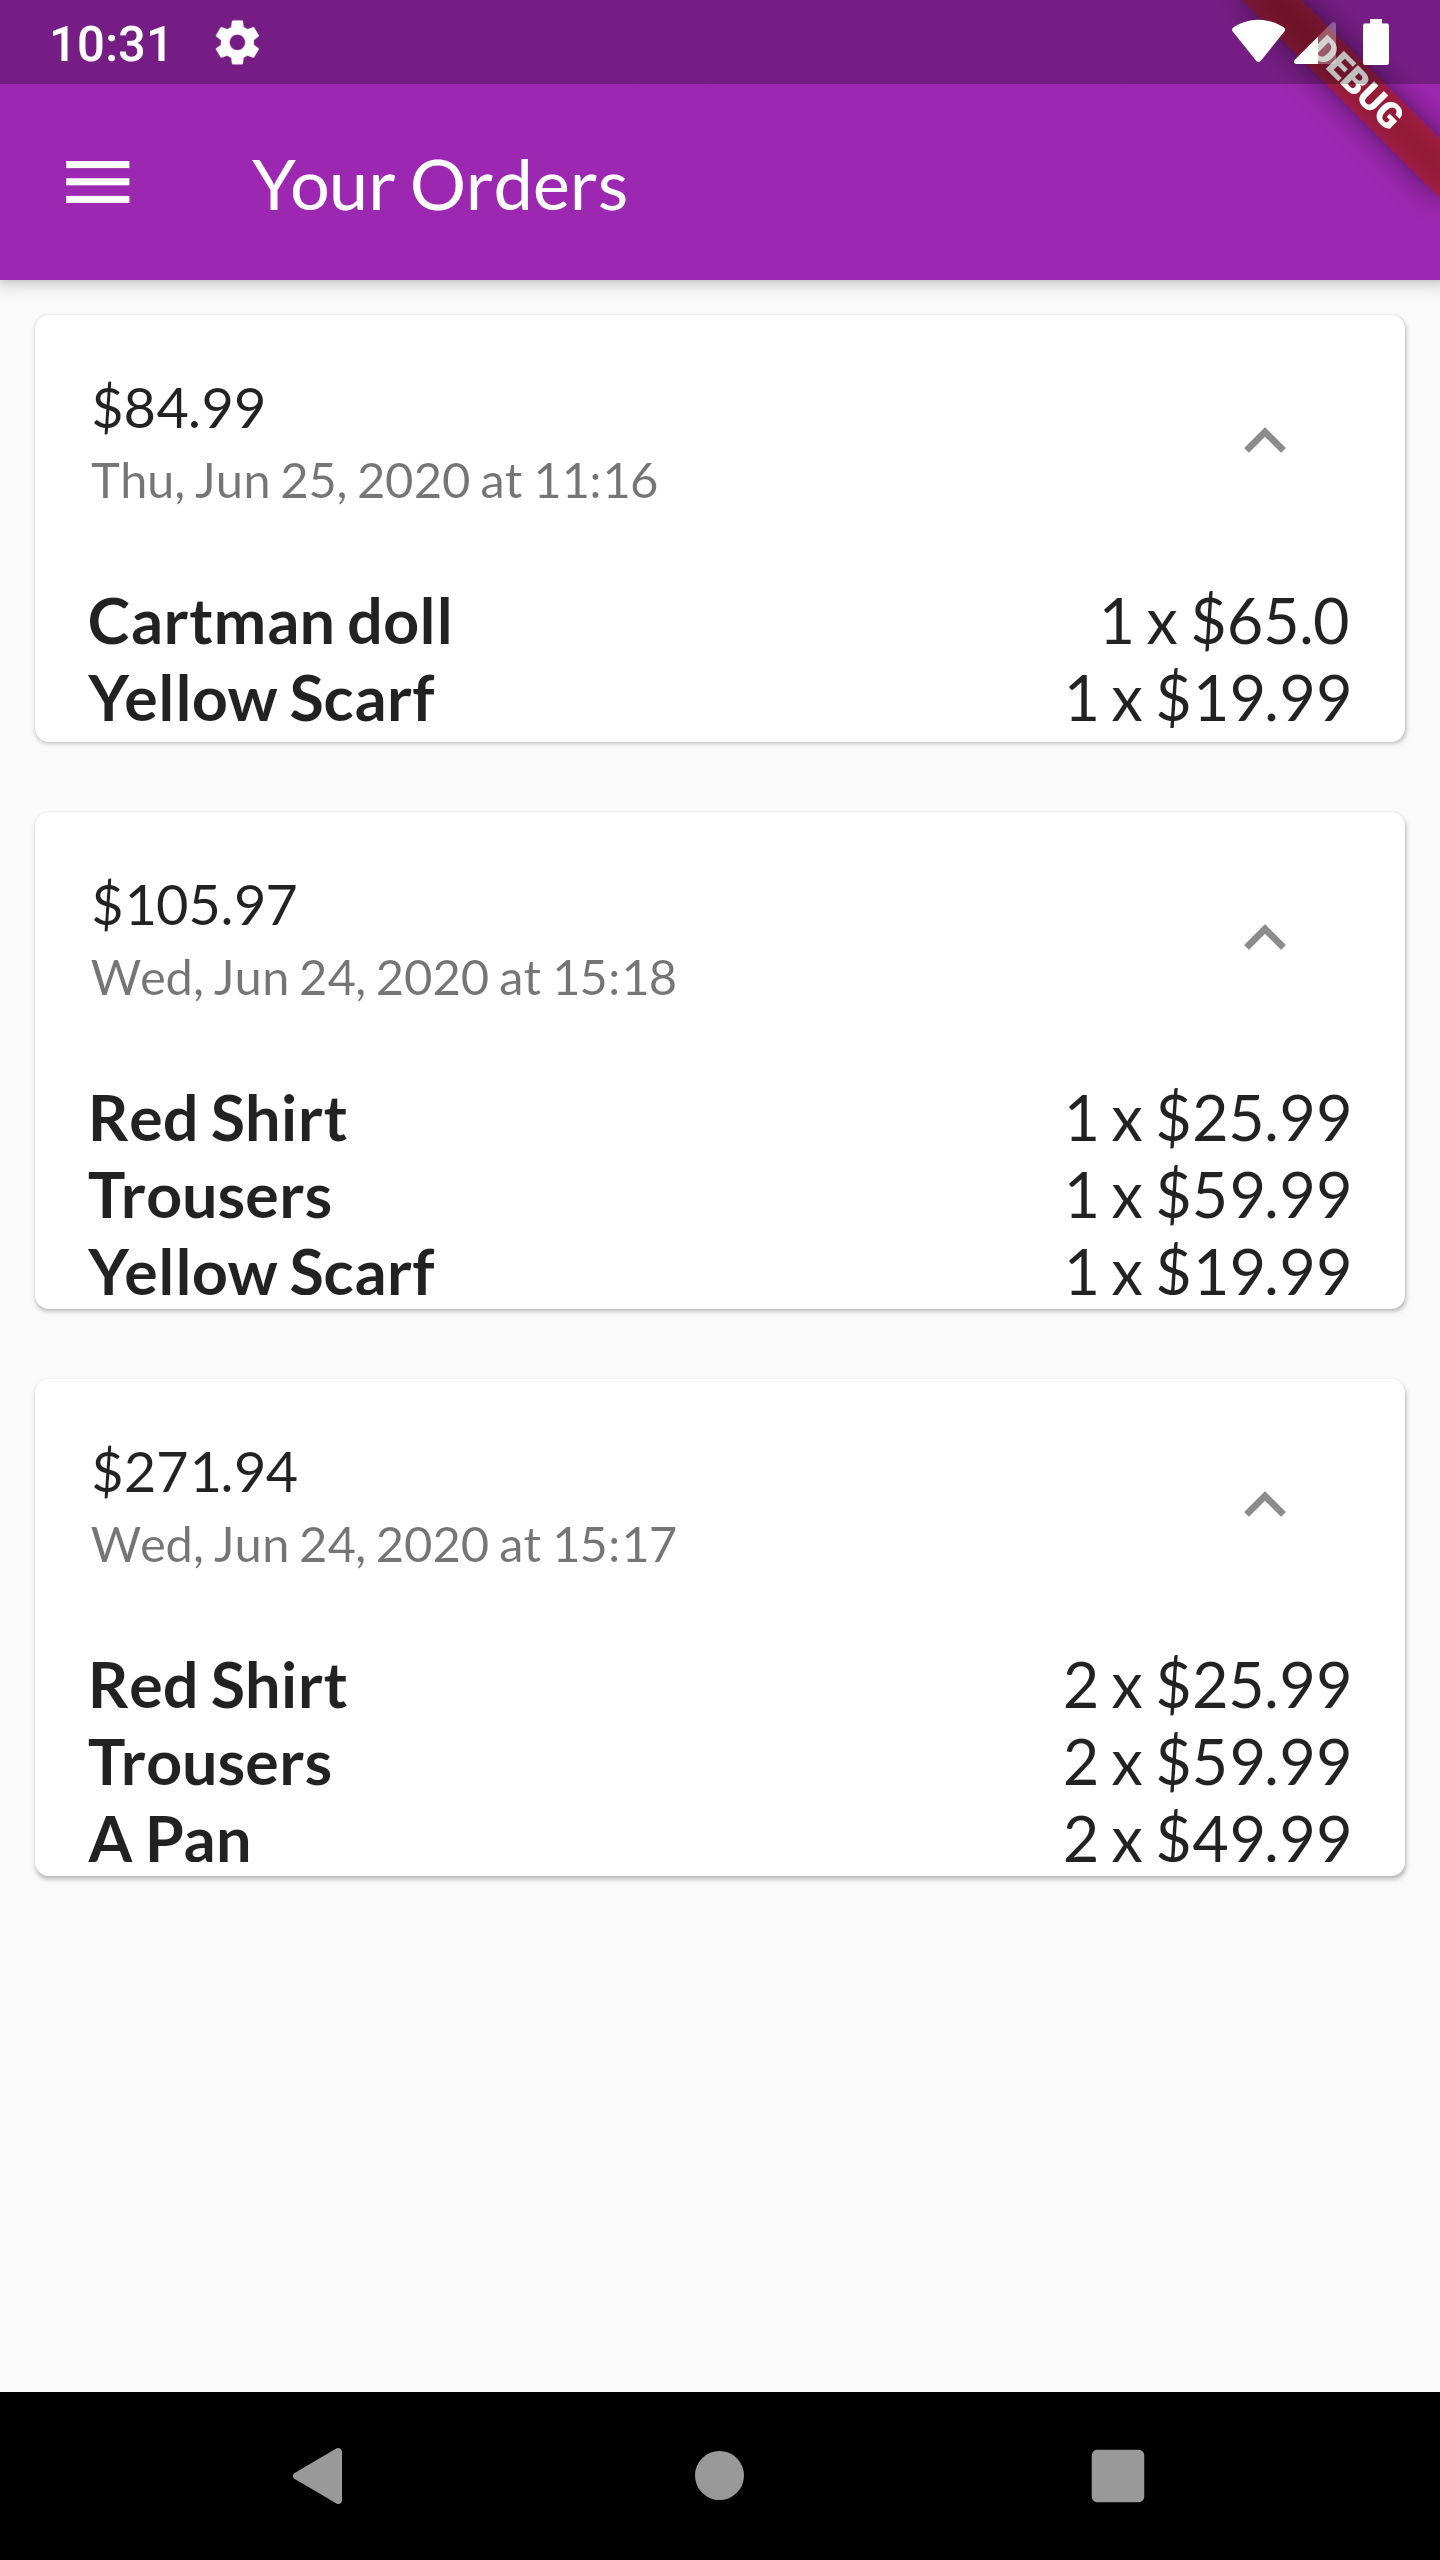 10:31
DEBUG
Your Orders
$84.99
Thu, Jun 25, 2020 at 11:16
Cartman doll 1 x $65.0
Yellow Scarf 1 x $19.99
$105.97
Wed, Jun 24, 2020 at 15:18
Red Shirt 1 x $25.99
Trousers 1 x $59.99
Yellow Scarf 1 x $19.99
$271.94
Wed, Jun 24, 2020 at 15:17
Red Shirt 2 x $25.99
Trousers 2 x $59.99
A Pan 2 x $49.99